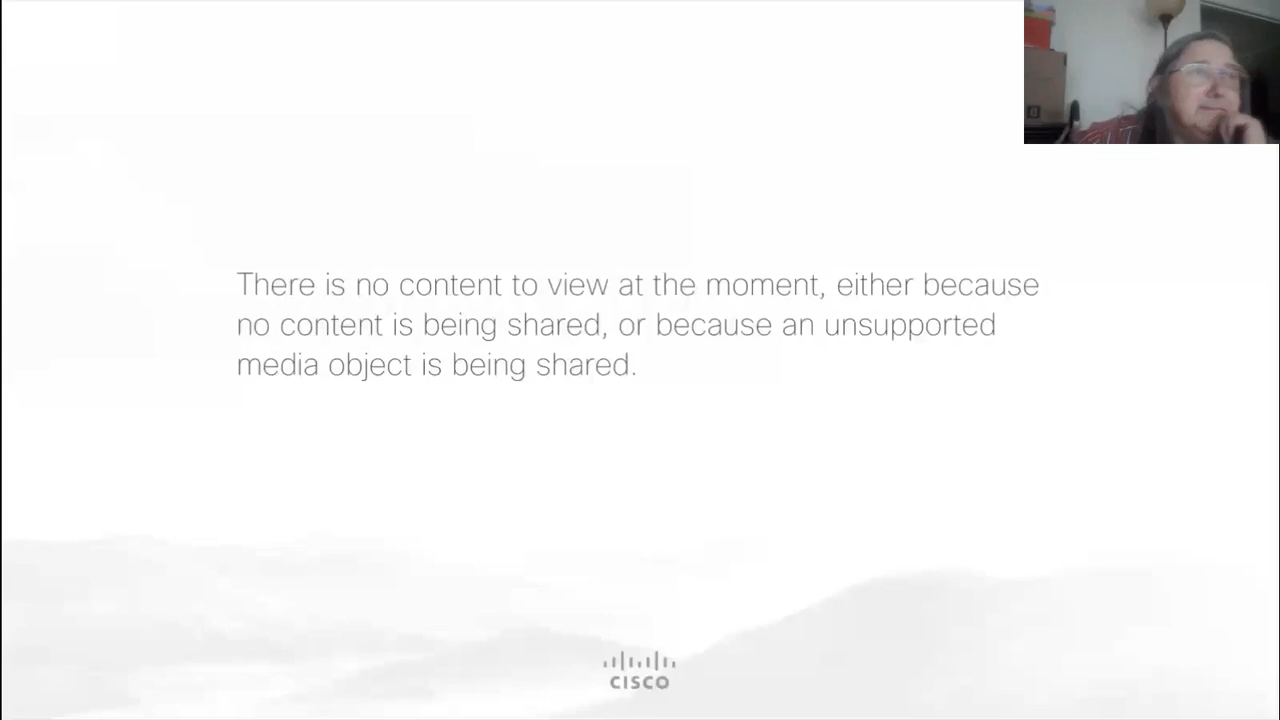 There is no content to view at the moment, either because
no content is being shared, or because an unsupported
media object is being shared.
CISCO